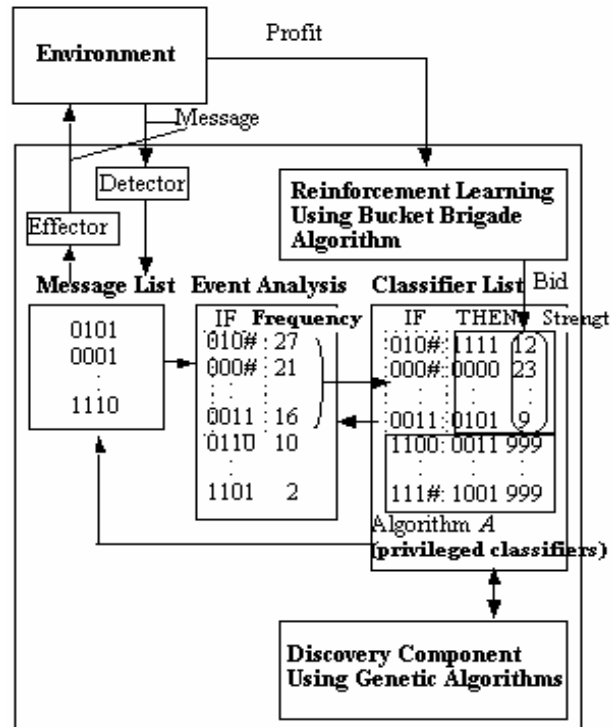 Profit
Environment
Message
Detector
Effector
Reinforcement Learning
Using Bucket Brigade
Algorithm
Message List
Event Analysis
Classifier List
Bid
0101
0001
.
.
1110
IF Frequency
010#: 27
000#: 21
. .
. .
0011: 16
0110 10
. .
. .
1101 2
IF THEN Strengt
010#: 1111 12
000#: 0000 23
. . .
. . .
0011: 0101 9
1100: 0011 999
. . .
. . .
111#: 1001 999
Algorithm A
(privileged classifiers)
Discovery Component
Using Genetic Algorithms